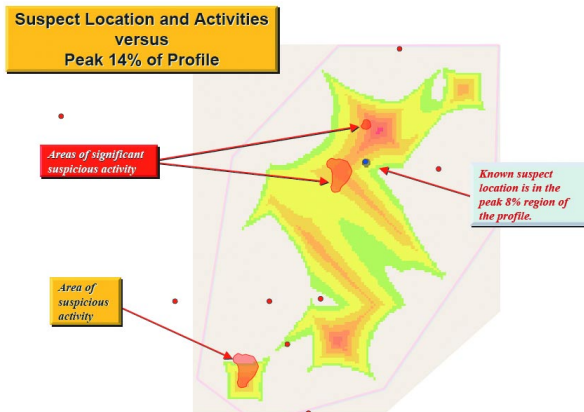 Suspect Location and Activities
versus
Peak 14% of Profile
Areas of significant
suspicious activity
Known suspect
location is in the
peak 8% region of
the profile.
Area of
suspicious
activity